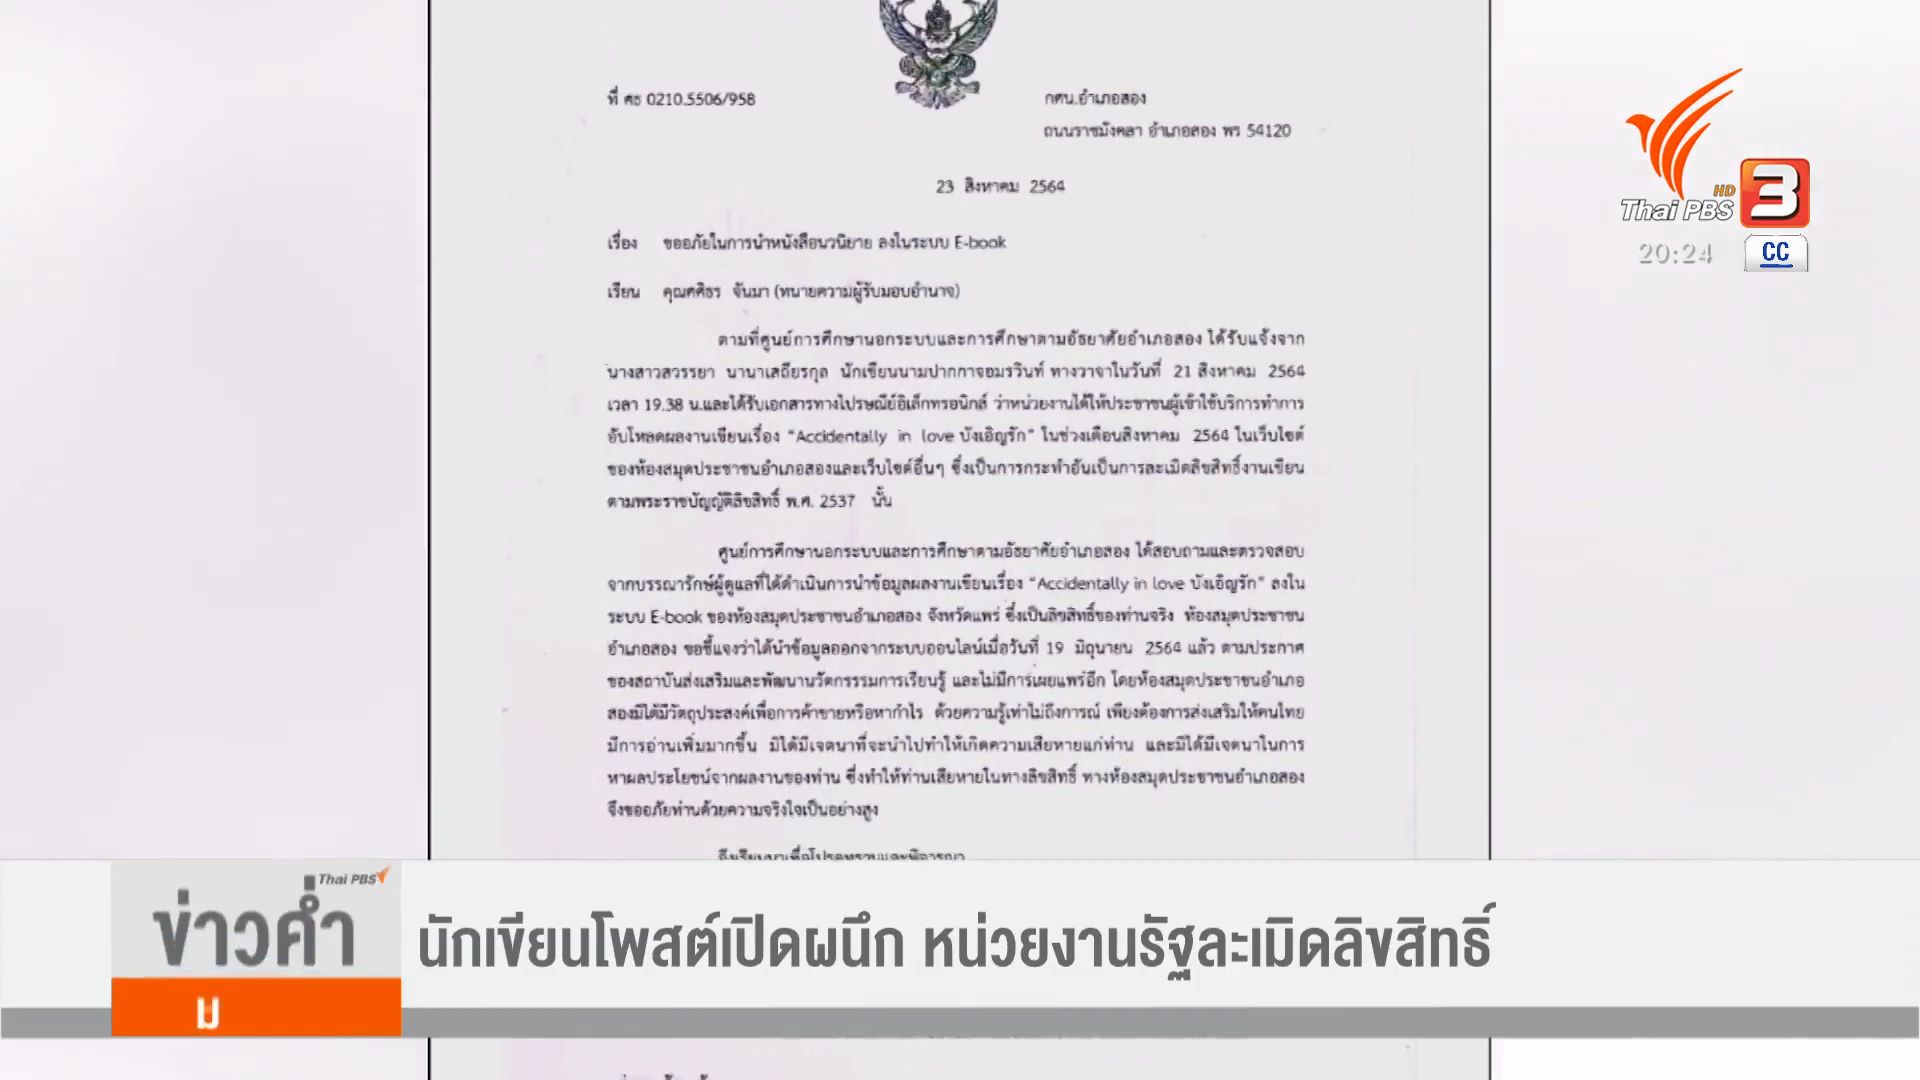 ที่ ศธ 0210.5506/958
กศน.อำเภอสอง
ถนนราชมังคลา อำเภอสอง พร 54120
23 สิงหาคม 2564
เรื่อง ขออภัยในการนำหนังสือนวนิยาย ลงในระบบ E-book
เรียน คุณศศิธร จันมา (ทนายความผู้รับมอบอำนาจ)
ตามที่ศูนย์การศึกษานอกระบบและการศึกษาตามอัธยาศัยอำเภอสอง ได้รับแจ้งจาก
นางสาวสวรรยา นานาเสถียรกุล นักเขียนนามปากกาจอมรวินท์ ทางวาจาในวันที่ 21 สิงหาคม 2564
เวลา 19.38 น.และได้รับเอกสารทางไปรษณีย์อิเล็กทรอนิกส์ ว่าหน่วยงานได้ให้ประชาชนผู้เข้าใช้บริการทำการ
อัปโหลดผลงานเขียนเรื่อง "Accidentally in love บังเอิญรัก" ในช่วงเดือนสิงหาคม 2564 ในเว็บไซต์
ของห้องสมุดประชาชนอำเภอสองและเว็บไซต์อื่นๆ ซึ่งเป็นการกระทำอันเป็นการละเมิดลิขสิทธิ์งานเขียน
ตามพระราชบัญญัติลิขสิทธิ์ พ.ศ. 2537 นั้น
ศูนย์การศึกษานอกระบบและการศึกษาตามอัธยาศัยอำเภอสอง ได้สอบถามและตรวจสอบ
จากบรรณารักษ์ผู้ดูแลที่ได้ดำเนินการนำข้อมูลผลงานเขียนเรื่อง "Accidentally in love บังเอิญรัก" ลงใน
ระบบ E-book ของห้องสมุดประชาชนอำเภอสอง จังหวัดแพร่ ซึ่งเป็นลิขสิทธิ์ของท่านจริง ห้องสมุดประชาชน
อำเภอสอง ขอชี้แจงว่าได้นำข้อมูลออกจากระบบออนไลน์เมื่อวันที่ 19 มิถุนายน 2564 แล้ว ตามประกาศ
ของสถาบันส่งเสริมและพัฒนานวัตกรรมการเรียนรู้ และไม่มีการเผยแพร่อีก โดยห้องสมุดประชาชนอำเภอ
สองมิได้มีวัตถุประสงค์เพื่อการค้าขายหรือหากำไร ด้วยความรู้เท่าไม่ถึงการณ์ เพียงต้องการส่งเสริมให้คนไทย
มีการอ่านเพิ่มมากขึ้น มิได้มีเจตนาที่จะนำไปทำให้เกิดความเสียหายแก่ท่าน และมิได้มีเจตนาในการ
หาผลประโยชน์จากผลงานของท่าน ซึ่งทำให้ท่านเสียหายในทางลิขสิทธิ์ ทางห้องสมุดประชาชนอำเภอสอง
จึงขออภัยท่านด้วยความจริงใจเป็นอย่างสูง
จึงเรียนมาเพื่อโปรดทราบและพิจารณา
Thai PBS HD 3
20:24 CC
Thai PBS
ข่าวค่ำ
ม
นักเขียนโพสต์เปิดผนึก หน่วยงานรัฐละเมิดลิขสิทธิ์